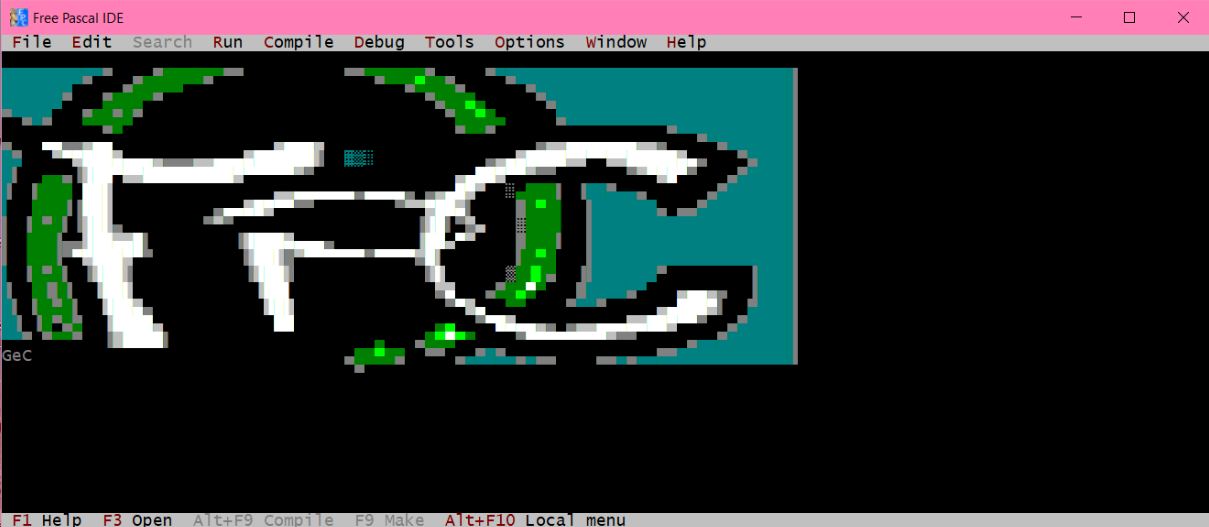 Free Pascal IDE
File Edit Search Run Compile Debug Tools Options Window Help
FPC
GeC
F1 Help F3 Open Alt+F9 Compile F9 Make Alt+F10 Local menu